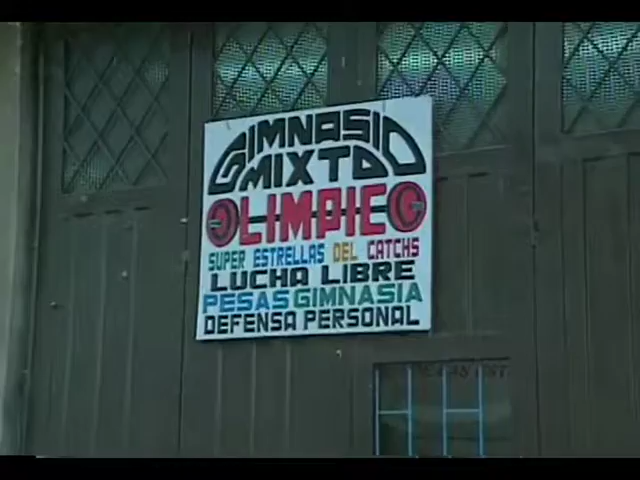 GIMNASIO
MIXTO
OLIMPIC
SUPER ESTRELLAS DEL CATCHS
LUCHA LIBRE
PESAS GIMNASIA
DEFENSA PERSONAL